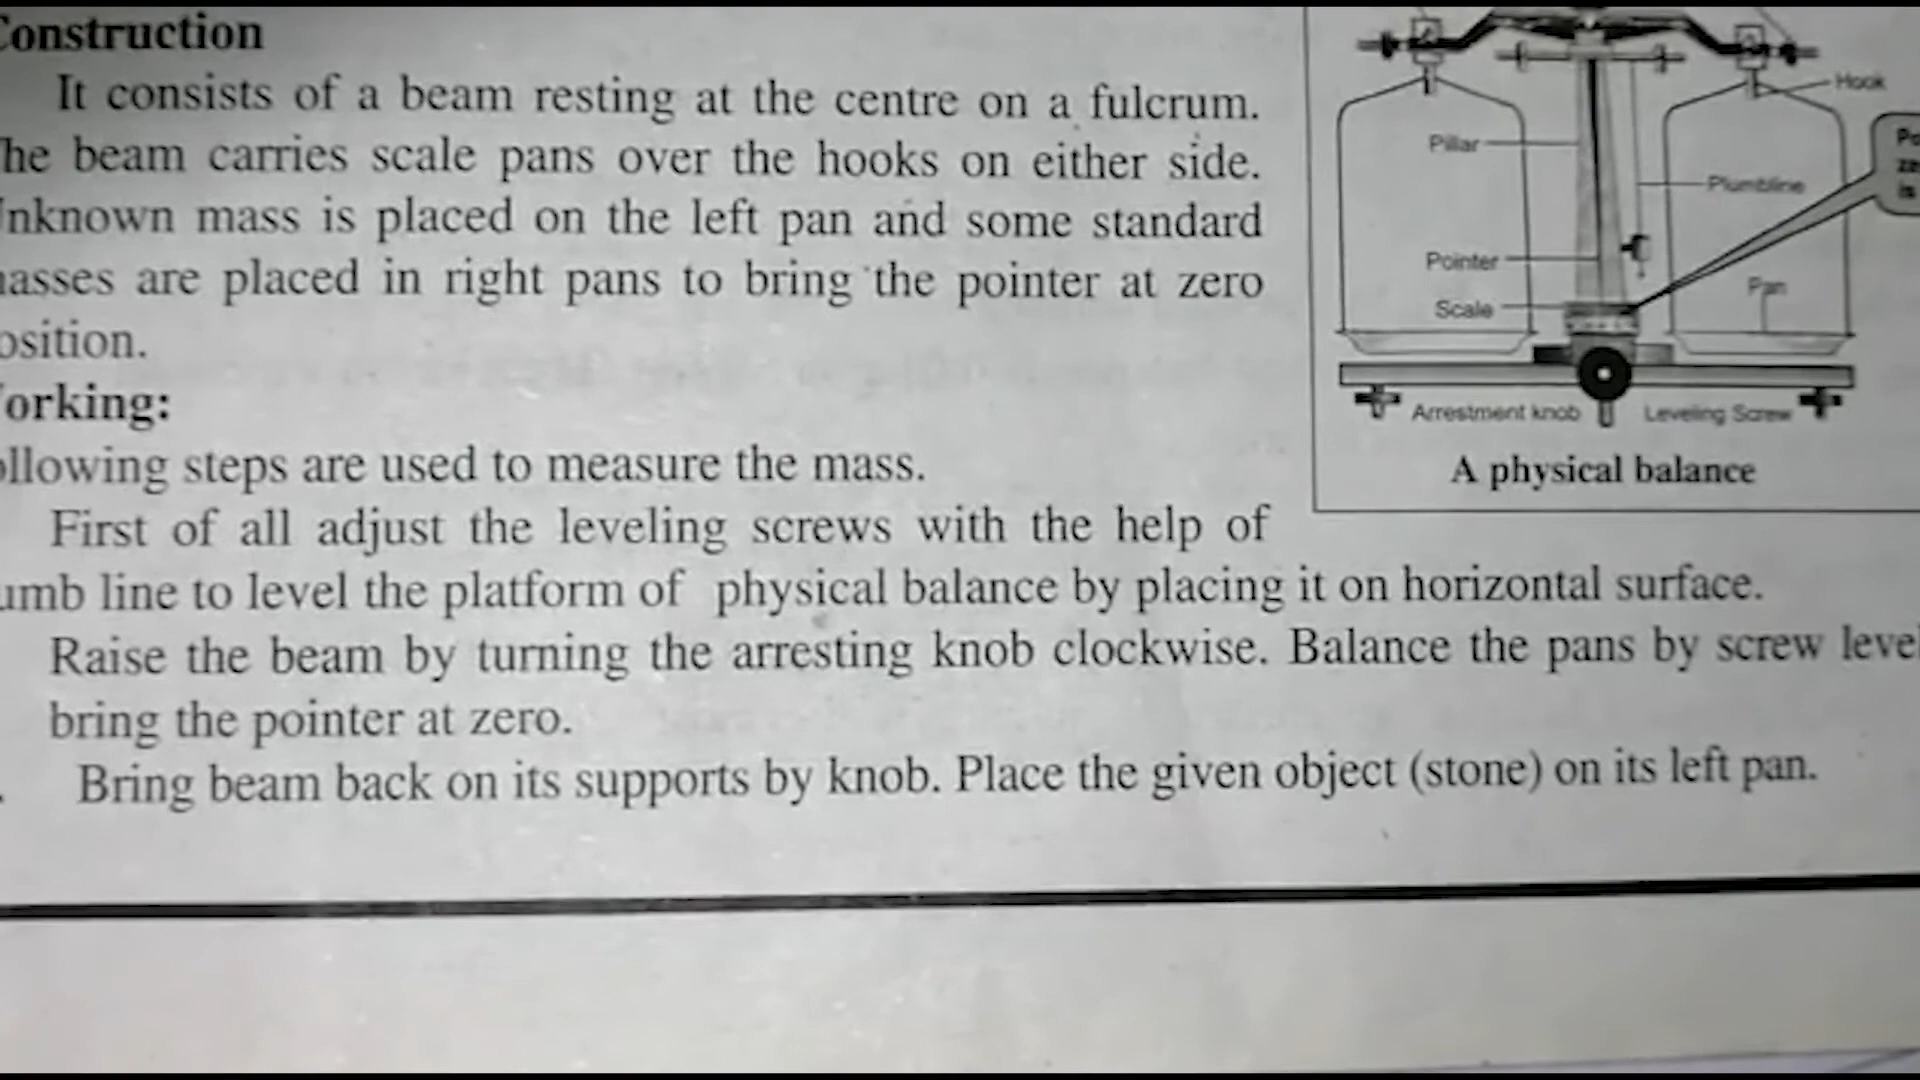 Construction
It consists of a beam resting at the centre on a fulcrum.
The beam carries scale pans over the hooks on either side.
Unknown mass is placed on the left pan and some standard
masses are placed in right pans to bring the pointer at zero
position.
Working:
ollowing steps are used to measure the mass.
First of all adjust the leveling screws with the help of
umb line to level the platform of physical balance by placing it on horizontal surface.
Raise the beam by turning the arresting knob clockwise. Balance the pans by screw leve
bring the pointer at zero.
Bring beam back on its supports by knob. Place the given object (stone) on its left pan.
Hook
Pillar
Plumbline
Pointer
Pan
Scale
Arrestment knob
Leveling Screw
A physical balance